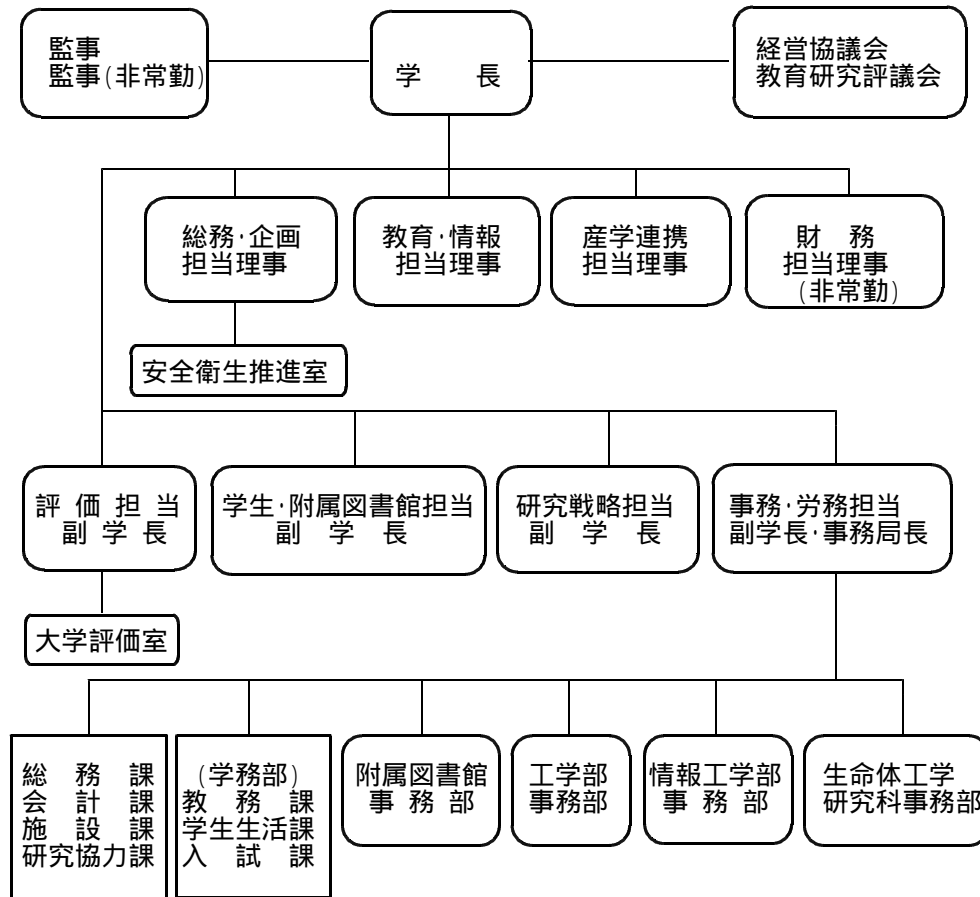 監事
監事(非常勤)
学　長
経営協議会
教育研究評議会
総務･企画
担当理事
教育･情報
担当理事
産学連携
担当理事
財　務
担当理事
(非常勤)
安全衛生推進室
評 価 担 当
副 学 長
学生･附属図書館担当
副　学　長
研究戦略担当
副　学　長
事務･労務担当
副学長･事務局長
大学評価室
総　務　課
会　計　課
施　設　課
研究協力課
(学務部)
教　務　課
学生生活課
入　試　課
附属図書館
事 務 部
工学部
事務部
情報工学部
事 務 部
生命体工学
研究科事務部